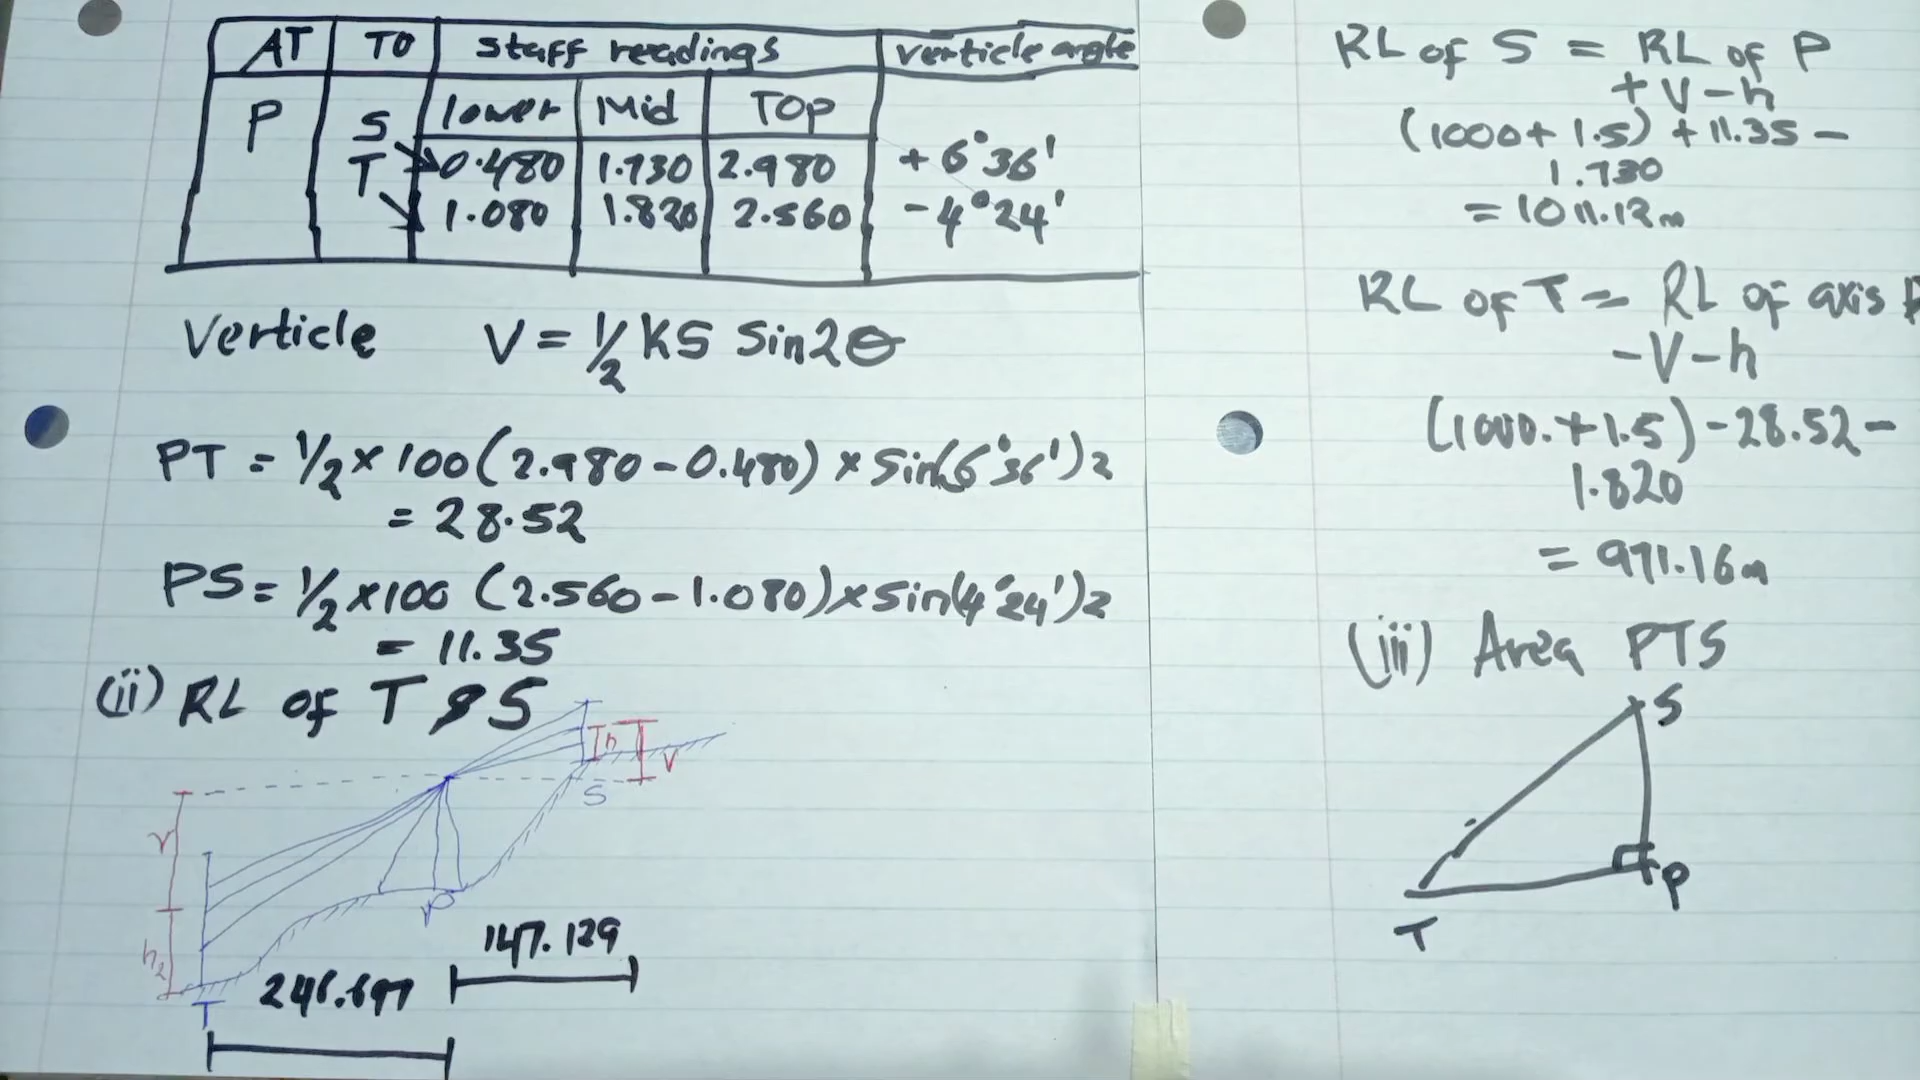 AT TO staff readings verticle angle
P S lower Mid TOP
T 0.480 1.730 2.980 + 6°36'
1.080 1.820 2.560 - 4°24'
Verticle V = 1/2 KS Sin2θ
PT = 1/2 × 100 (2.980 - 0.480) × Sin(6°36')2
= 28.52
PS = 1/2 × 100 (2.560 - 1.080) × Sin(4°24')2
= 11.35
(ii) RL of T & S
h
V
S
V
P
h2
T
147.129
246.697
RL of S = RL of P
+ V - h
(1000 + 1.5) + 11.35 -
1.730
= 1011.12m
RL of T = RL of axis P
- V - h
(1000. + 1.5) - 28.52 -
1.820
= 971.16m
(iii) Area PTS
S
P
T